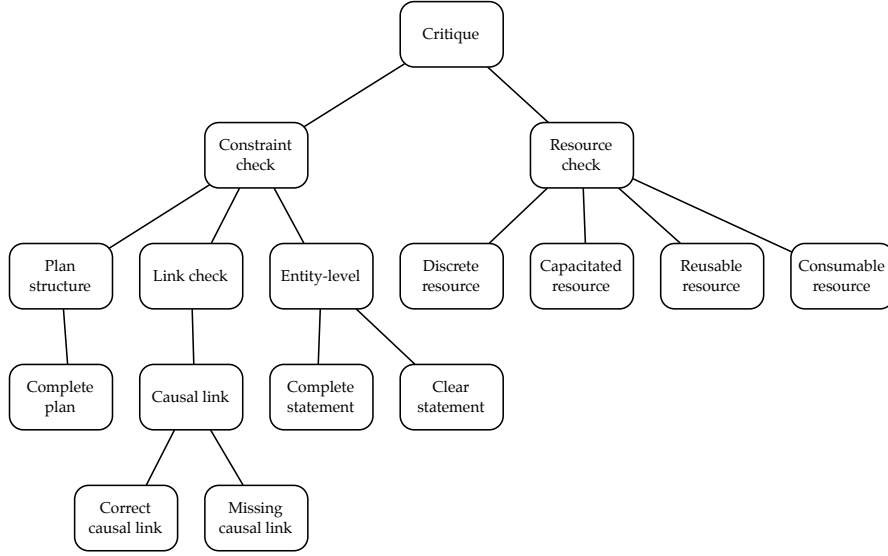 Critique
Constraint
check
Resource
check
Plan
structure
Link check
Entity-level
Discrete
resource
Capacitated
resource
Reusable
resource
Consumable
resource
Complete
plan
Causal link
Complete
statement
Clear
statement
Correct
causal link
Missing
causal link